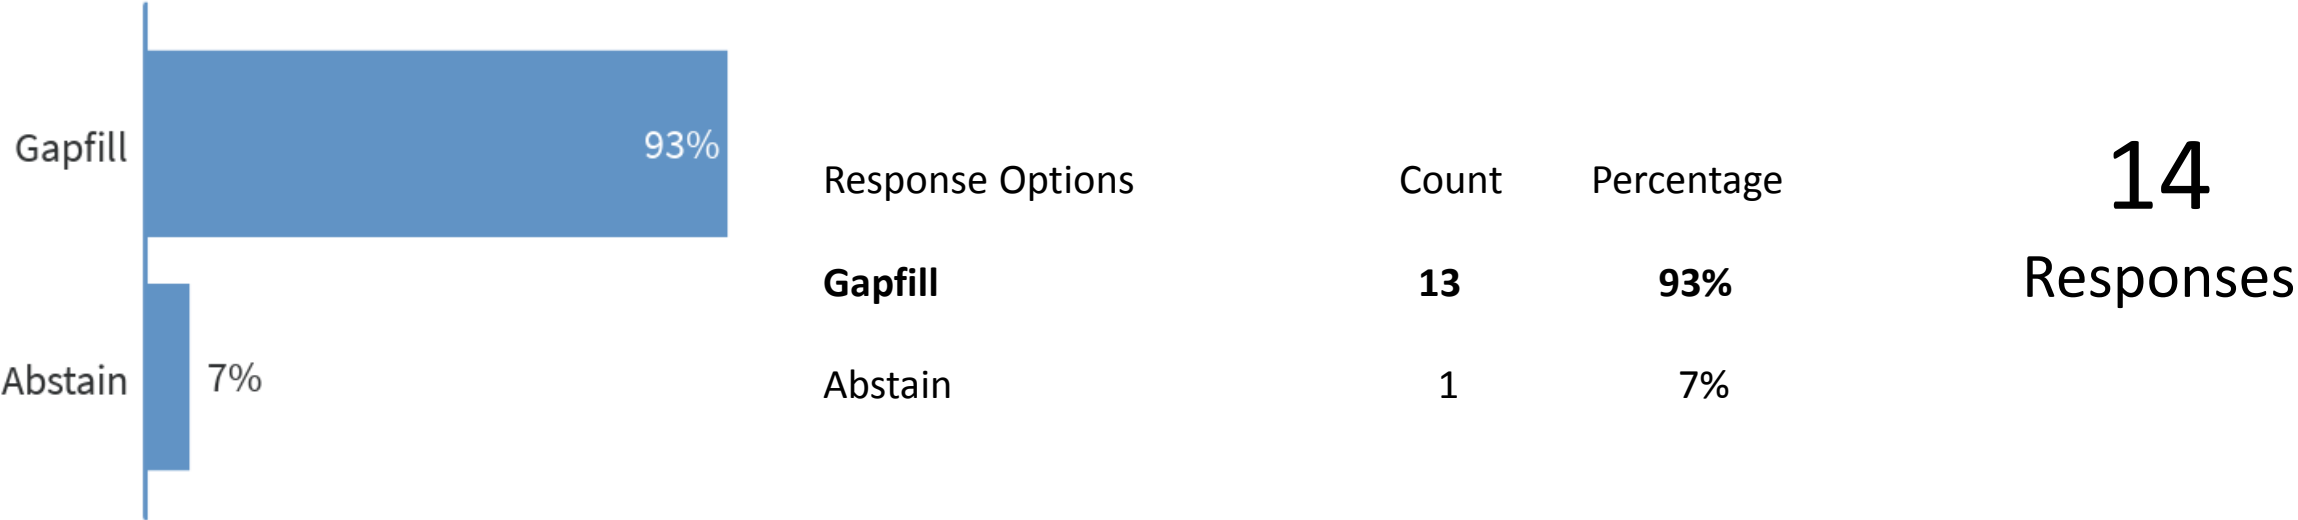 Gapfill
93%
Abstain
7%
Response Options Count Percentage
Gapfill 13 93%
Abstain 1 7%
14
Responses